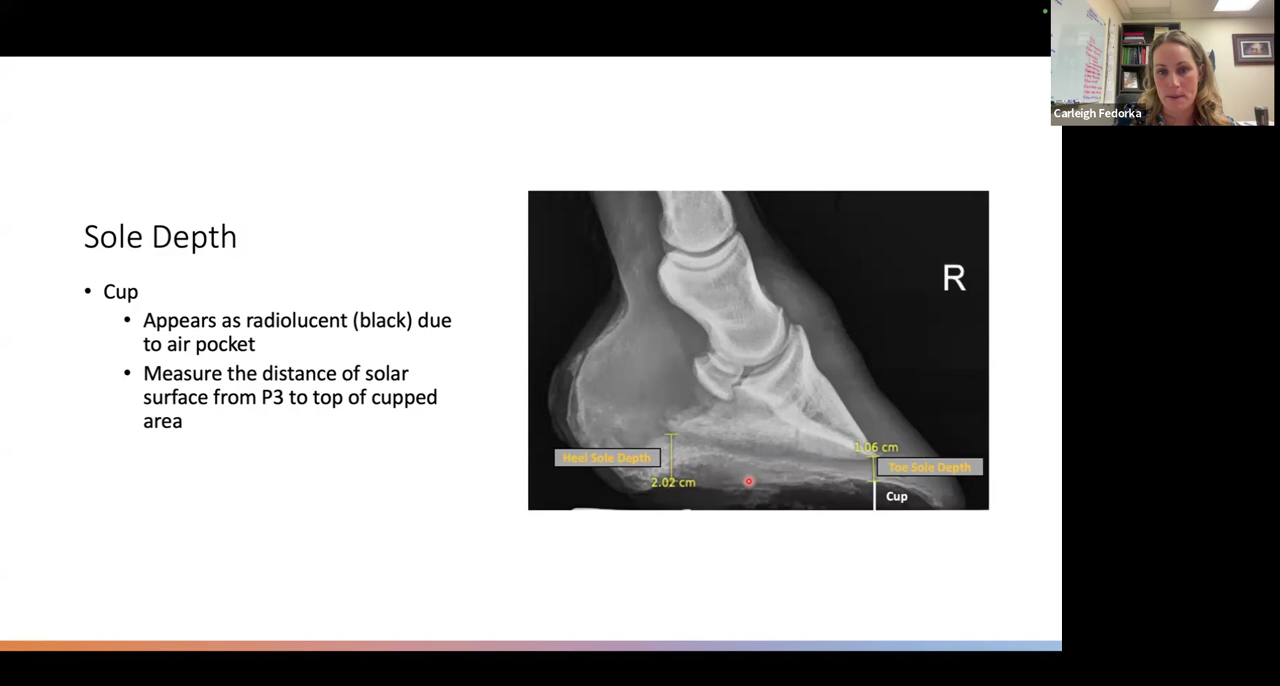 Carleigh Fedorka
Sole Depth
• Cup
• Appears as radiolucent (black) due
to air pocket
• Measure the distance of solar
surface from P3 to top of cupped
area
R
1.06 cm
Heel Sole Depth
Toe Sole Depth
2.02 cm
Cup